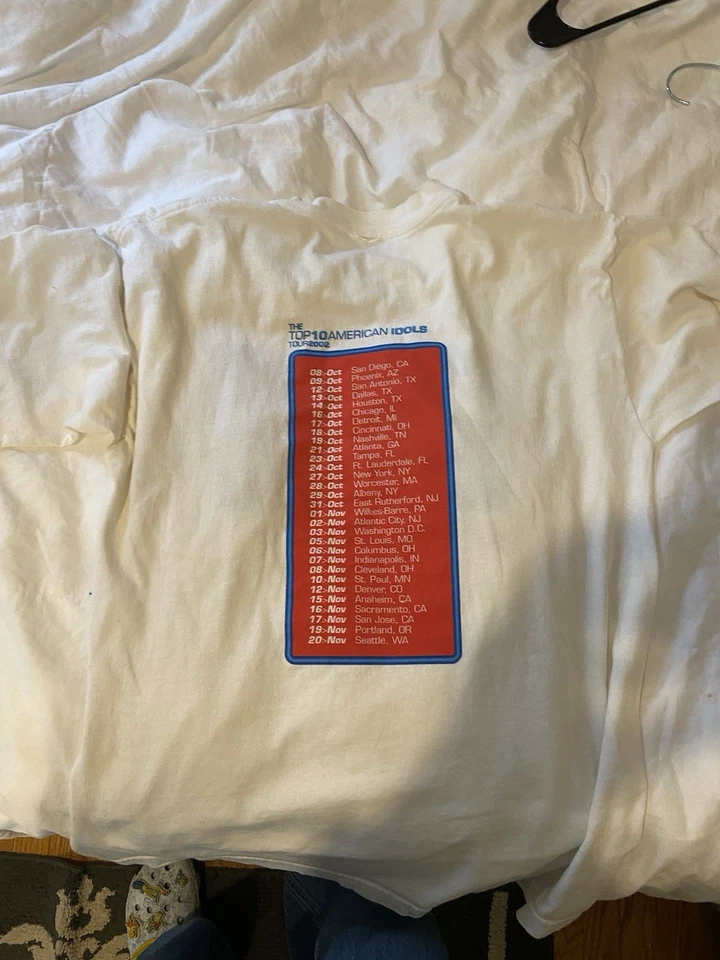 THE
TOP10AMERICAN IDOLS
TOUR2002
08>Oct San Diego, CA
09>Oct Phoenix, AZ
12>Oct San Antonio, TX
13>Oct Dallas, TX
14>Oct Houston, TX
16>Oct Chicago, IL
17>Oct Detroit, MI
18>Oct Cincinnati, OH
19>Oct Nashville, TN
21>Oct Atlanta, GA
23>Oct Tampa, FL
24>Oct Ft. Lauderdale, FL
27>Oct New York, NY
28>Oct Worcester, MA
29>Oct Albany, NY
31>Oct East Rutherford, NJ
01>Nov Wilkes-Barre, PA
02>Nov Atlantic City, NJ
03>Nov Washington D.C.
05>Nov St. Louis, MO
06>Nov Columbus, OH
07>Nov Indianapolis, IN
08>Nov Cleveland, OH
10>Nov St. Paul, MN
12>Nov Denver, CO
15>Nov Anaheim, CA
16>Nov Sacramento, CA
17>Nov San Jose, CA
19>Nov Portland, OR
20>Nov Seattle, WA